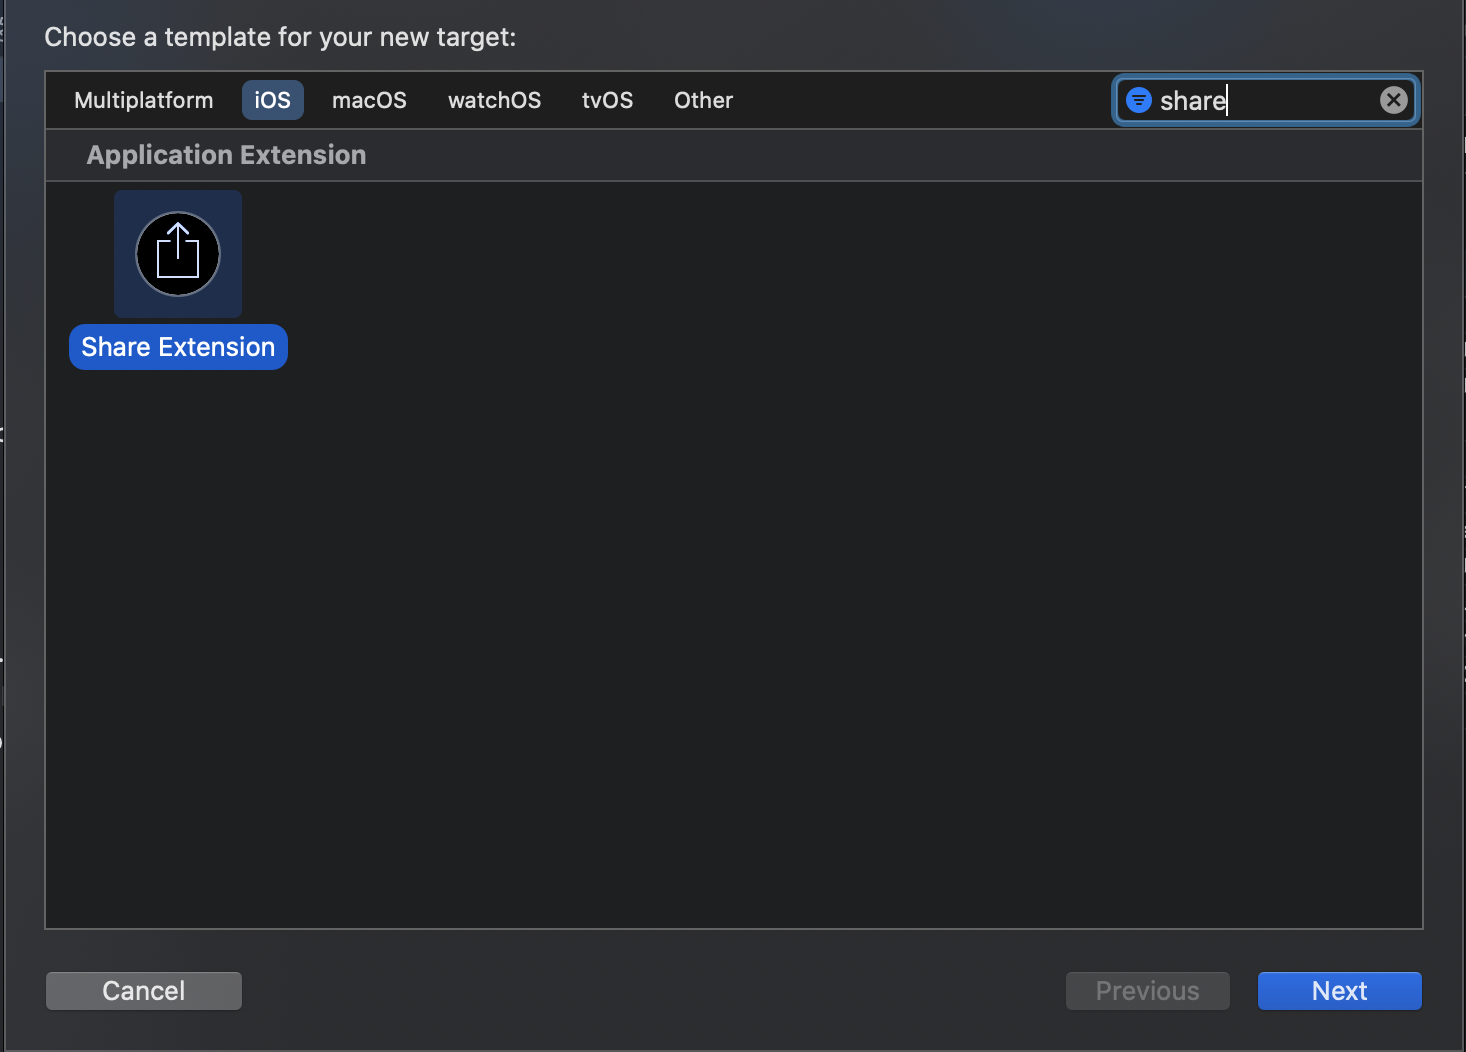 Choose a template for your new target:
Multiplatform iOS macOS watchOS tvOS Other share
Application Extension
Share Extension
Cancel Previous Next